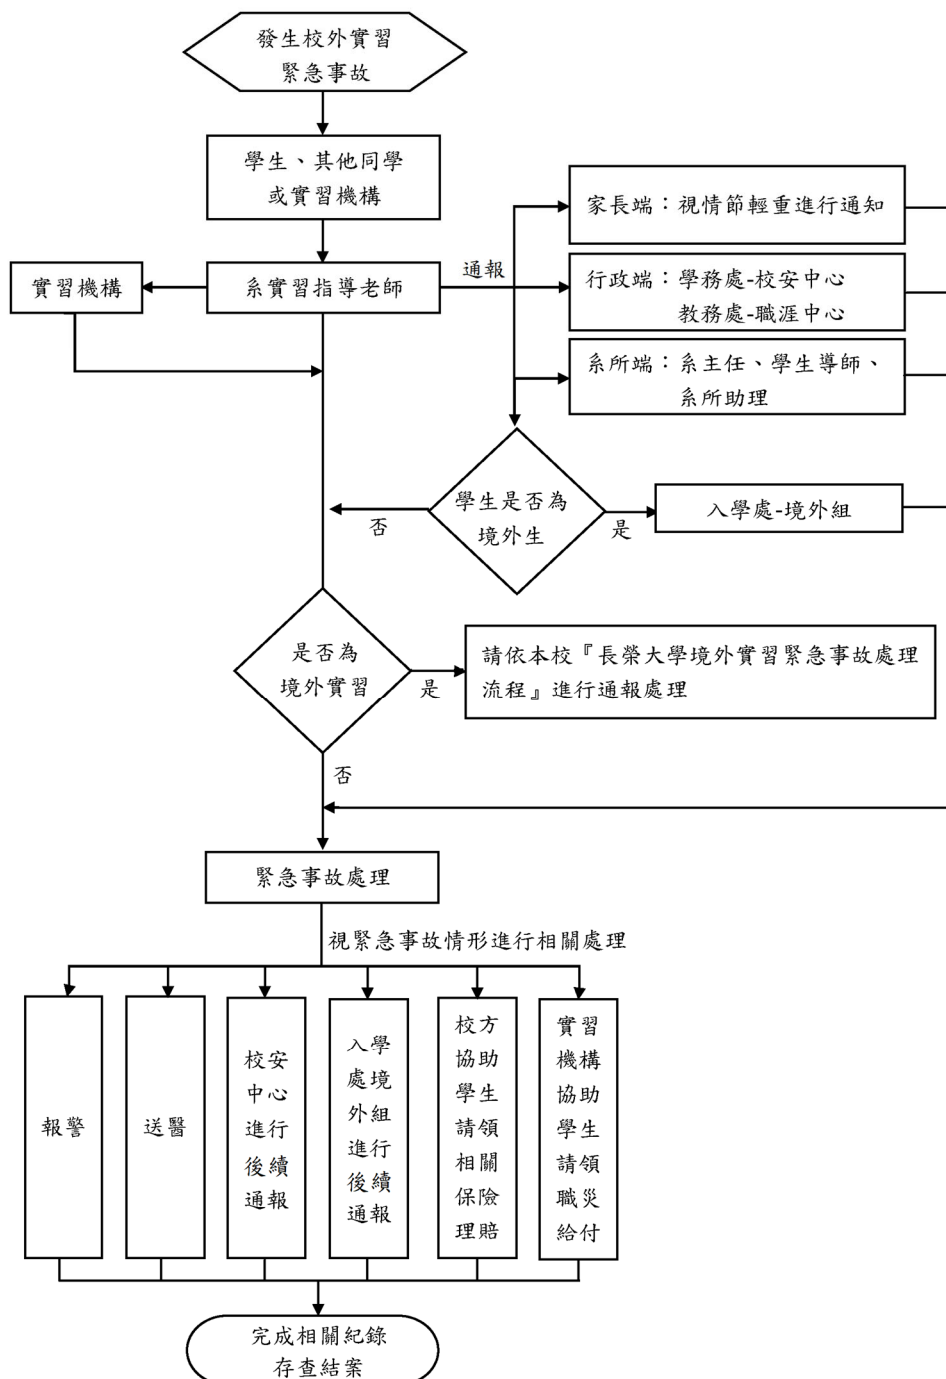 發生校外實習
緊急事故
學生、其他同學
或實習機構
家長端：視情節輕重進行通知
通報
實習機構
系實習指導老師
行政端：學務處-校安中心
教務處-職涯中心
系所端：系主任、學生導師、
系所助理
學生是否為
境外生
否
是
入學處-境外組
是否為
境外實習
是
請依本校『長榮大學境外實習緊急事故處理
流程』進行通報處理
否
緊急事故處理
視緊急事故情形進行相關處理
報警
送醫
校安
中心
進行
後續
通報
入學
處境
外組
進行
後續
通報
校方
協助
學生
請領
相關
保險
理賠
實習
機構
協助
學生
請領
職災
給付
完成相關紀錄
存查結案